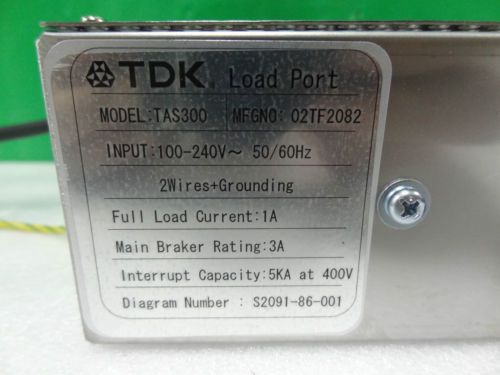 TDK Load Port
MODEL:TAS300 MFGNO: 02TF2082
INPUT:100-240V～ 50/60Hz
2Wires+Grounding
Full Load Current:1A
Main Braker Rating:3A
Interrupt Capacity:5KA at 400V
Diagram Number : S2091-86-001